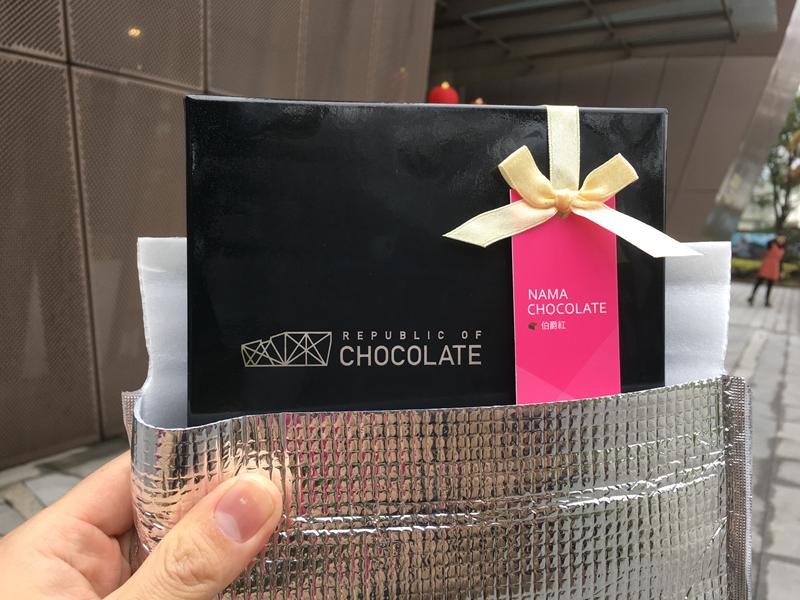 REPUBLIC OF
CHOCOLATE
NAMA
CHOCOLATE
伯爵紅